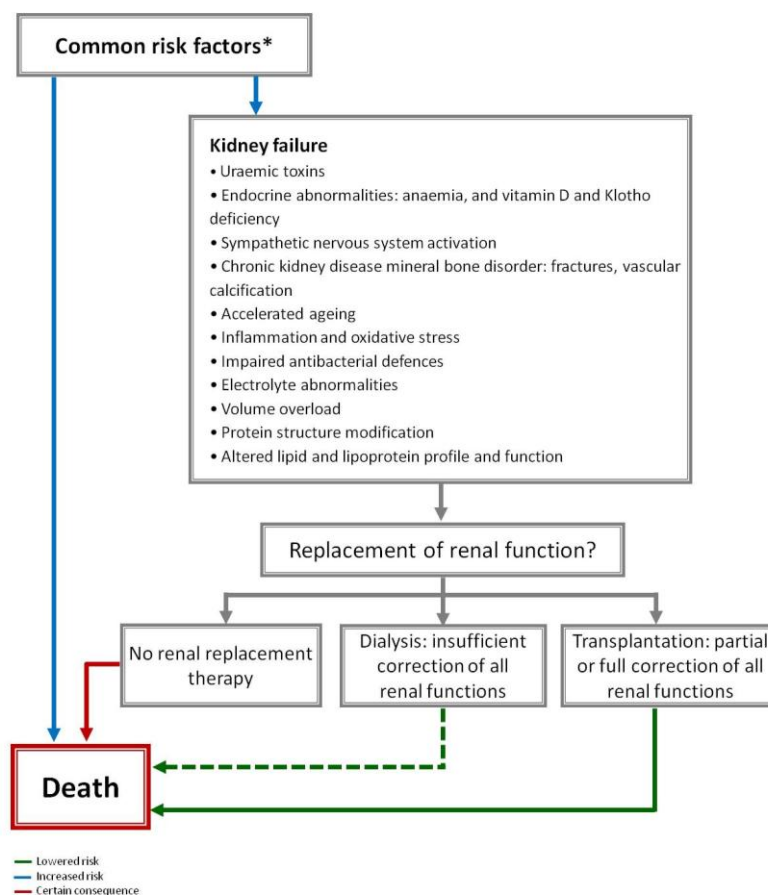 Common risk factors*
Kidney failure
• Uraemic toxins
• Endocrine abnormalities: anaemia, and vitamin D and Klotho
deficiency
• Sympathetic nervous system activation
• Chronic kidney disease mineral bone disorder: fractures, vascular
calcification
• Accelerated ageing
• Inflammation and oxidative stress
• Impaired antibacterial defences
• Electrolyte abnormalities
• Volume overload
• Protein structure modification
• Altered lipid and lipoprotein profile and function
Replacement of renal function?
No renal replacement
therapy
Dialysis: insufficient
correction of all
renal functions
Transplantation: partial
or full correction of all
renal functions
Death
Lowered risk
Increased risk
Certain consequence